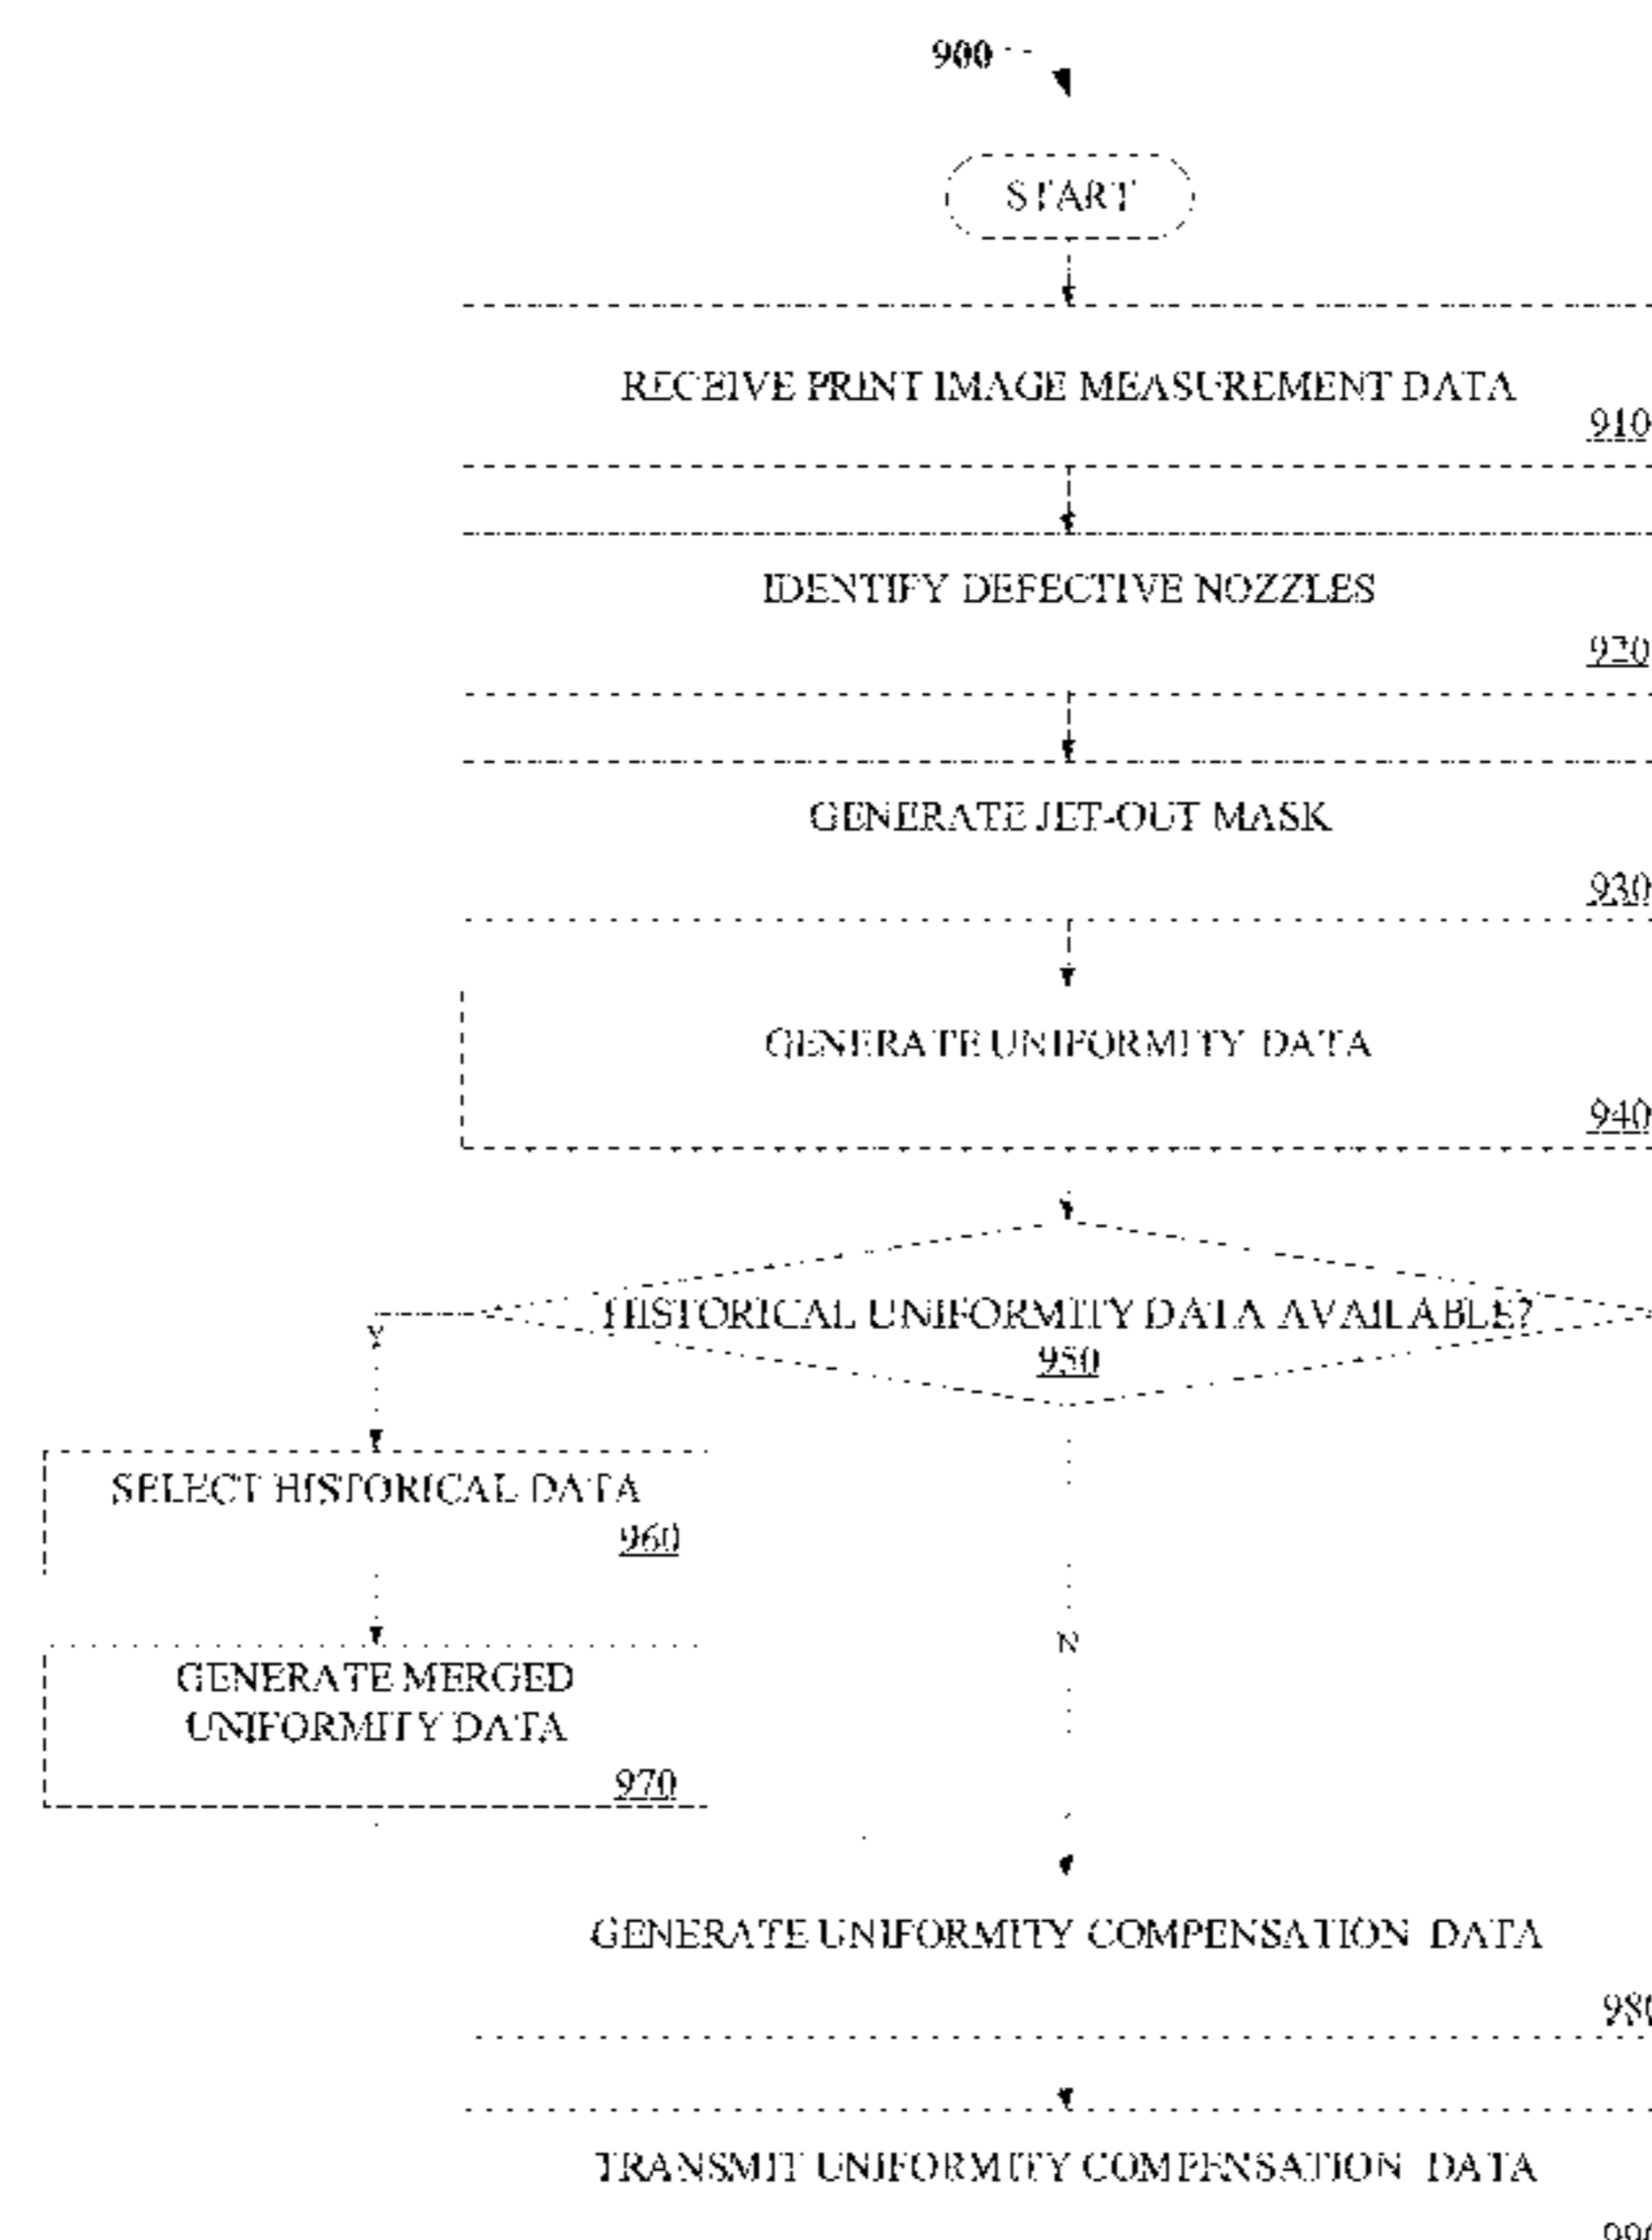 900
START
RECEIVE PRINT IMAGE MEASUREMENT DATA
910
IDENTIFY DEFECTIVE NOZZLES
920
GENERATE JET-OUT MASK
930
GENERATE UNIFORMITY DATA
940
HISTORICAL UNIFORMITY DATA AVAILABLE?
950
Y
SELECT HISTORICAL DATA
960
N
GENERATE MERGED
UNIFORMITY DATA
970
GENERATE UNIFORMITY COMPENSATION DATA
980
TRANSMIT UNIFORMITY COMPENSATION DATA